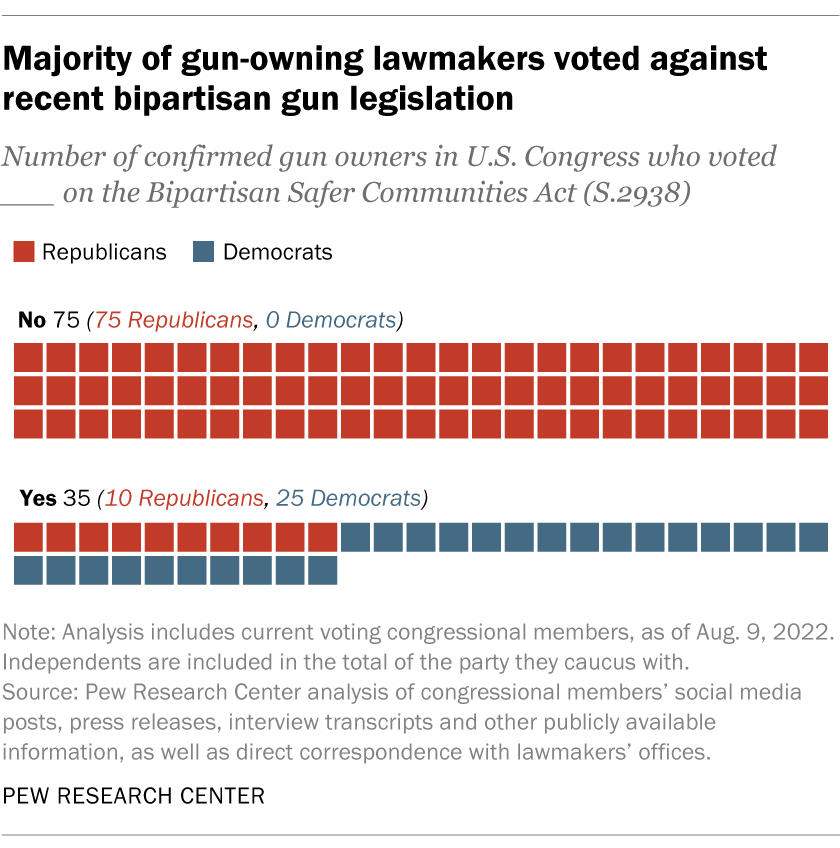 Majority of gun-owning lawmakers voted against
recent bipartisan gun legislation
Number of confirmed gun owners in U.S. Congress who voted
___ on the Bipartisan Safer Communities Act (S.2938)
Republicans Democrats
No 75 (75 Republicans, 0 Democrats)
Yes 35 (10 Republicans, 25 Democrats)
Note: Analysis includes current voting congressional members, as of Aug. 9, 2022.
Independents are included in the total of the party they caucus with.
Source: Pew Research Center analysis of congressional members’ social media
posts, press releases, interview transcripts and other publicly available
information, as well as direct correspondence with lawmakers’ offices.
PEW RESEARCH CENTER